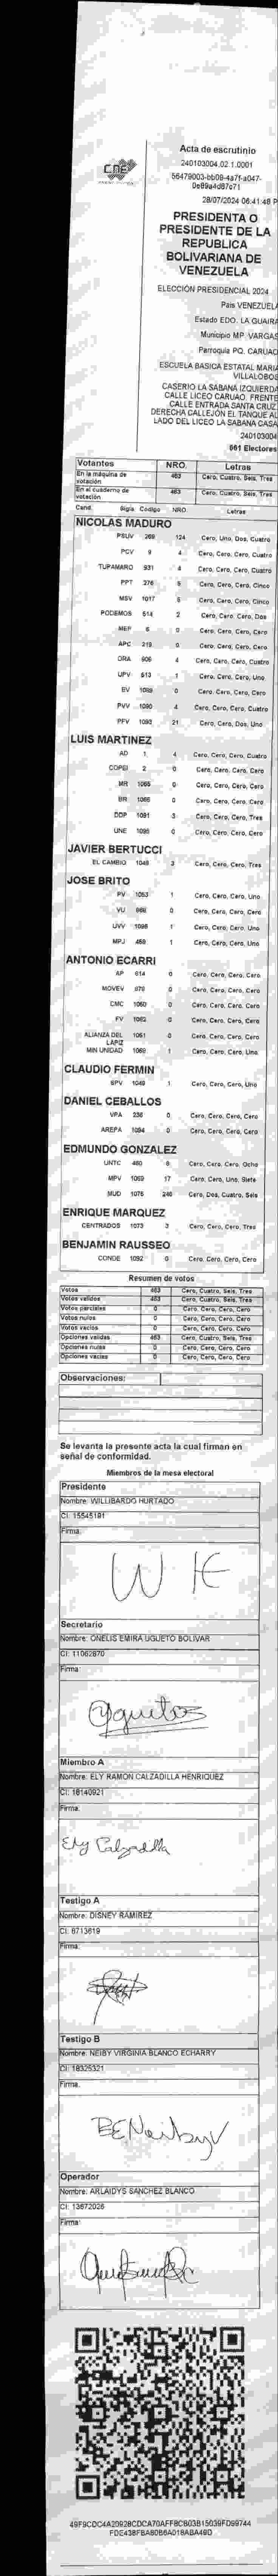 CNE
Acta de escrutinio
240103004.02.1.0001
28/07/2024 06:41:48 P
PRESIDENTA O
PRESIDENTE DE LA
REPUBLICA
BOLIVARIANA DE
VENEZUELA
ELECCIÓN PRESIDENCIAL 2024
Pais VENEZUEL
Estado EDO. LA GUAIRA
Municipio MP. VARGAS
Parroquia PQ. CARUAO
ESCUELA BASICA ESTATAL MARIA
VILLALOBOS
CASERIO LA SABANA IZQUIERDA
CALLE LICEO CARUAO. FRENTE
CALLE ENTRADA SANTA CRUZ.
DERECHA CALLEJÓN EL TANQUE AL
LADO DEL LICEO LA SABANA CASA
240103004
661 Electores
Votantes NRO. Letras
En la máquina de votación 463 Cero, Cuatro, Seis, Tres
En el cuaderno de votación 463 Cero, Cuatro, Seis, Tres
Cand. Sigla Codigo NRO Letras
NICOLAS MADURO
PSUV 269 124 Cero, Uno, Dos, Cuatro
PCV 9 4 Cero, Cero, Cero, Cuatro
TUPAMARO 931 4 Cero, Cero, Cero, Cuatro
PPT 276 5 Cero, Cero, Cero, Cinco
MSV 1017 5 Cero, Cero, Cero, Cinco
PODEMOS 514 2 Cero, Cero, Cero, Dos
MEP 6 0 Cero, Cero, Cero, Cero
APC 219 0 Cero, Cero, Cero, Cero
ORA 906 4 Cero, Cero, Cero, Cuatro
UPV 613 1 Cero, Cero, Cero, Uno
EV 1089 0 Cero, Cero, Cero, Cero
PVV 1090 4 Cero, Cero, Cero, Cuatro
PFV 1093 21 Cero, Cero, Dos, Uno
LUIS MARTINEZ
AD 1 4 Cero, Cero, Cero, Cuatro
COPEI 2 0 Cero, Cero, Cero, Cero
MR 1065 0 Cero, Cero, Cero, Cero
BR 1066 0 Cero, Cero, Cero, Cero
DDP 1091 3 Cero, Cero, Cero, Tres
UNE 1095 0 Cero, Cero, Cero, Cero
JAVIER BERTUCCI
EL CAMBIO 1048 3 Cero, Cero, Cero, Tres
JOSE BRITO
PV 1053 1 Cero, Cero, Cero, Uno
VU 968 0 Cero, Cero, Cero, Cero
UVV 1098 1 Cero, Cero, Cero, Uno
MPJ 459 1 Cero, Cero, Cero, Uno
ANTONIO ECARRI
AP 614 0 Cero, Cero, Cero, Cero
MOVEV 979 0 Cero, Cero, Cero, Cero
CMC 1050 0 Cero, Cero, Cero, Cero
FV 1062 0 Cero, Cero, Cero, Cero
ALIANZA DEL LAPIZ 1051 0 Cero, Cero, Cero, Cero
MIN UNIDAD 1069 1 Cero, Cero, Cero, Uno
CLAUDIO FERMIN
SPV 1049 1 Cero, Cero, Cero, Uno
DANIEL CEBALLOS
VPA 236 0 Cero, Cero, Cero, Cero
AREPA 1094 0 Cero, Cero, Cero, Cero
EDMUNDO GONZALEZ
UNTC 460 8 Cero, Cero, Cero, Ocho
MPV 1059 17 Cero, Cero, Uno, Siete
MUD 1076 246 Cero, Dos, Cuatro, Seis
ENRIQUE MARQUEZ
CENTRADOS 1073 3 Cero, Cero, Cero, Tres
BENJAMIN RAUSSEO
CONDE 1092 0 Cero, Cero, Cero, Cero
Resumen de votos
Votos 463 Cero, Cuatro, Seis, Tres
Votos validos 463 Cero, Cuatro, Seis, Tres
Votos parciales 0 Cero, Cero, Cero, Cero
Votos nulos 0 Cero, Cero, Cero, Cero
Votos vacios 0 Cero, Cero, Cero, Cero
Opciones validas 463 Cero, Cuatro, Seis, Tres
Opciones nulas 0 Cero, Cero, Cero, Cero
Opciones vacias 0 Cero, Cero, Cero, Cero
Observaciones:
Se levanta la presente acta la cual firman en
señal de conformidad.
Miembros de la mesa electoral
Presidente
Nombre: WILLIBARDO HURTADO
CI: 15545191
Firma:
Secretario
Nombre: ONELIS EMIRA UGUETO BOLIVAR
CI: 11062870
Firma:
Miembro A
Nombre: ELY RAMON CALZADILLA HENRIQUEZ
CI: 18140921
Firma:
Ely Calzadilla
Testigo A
Nombre: DISNEY RAMIREZ
CI: 6713619
Firma:
Testigo B
Nombre: NEIBY VIRGINIA BLANCO ECHARRY
CI: 18325321
Firma:
Operador
Nombre: ARLAIDYS SANCHEZ BLANCO
CI: 13672026
Firma: